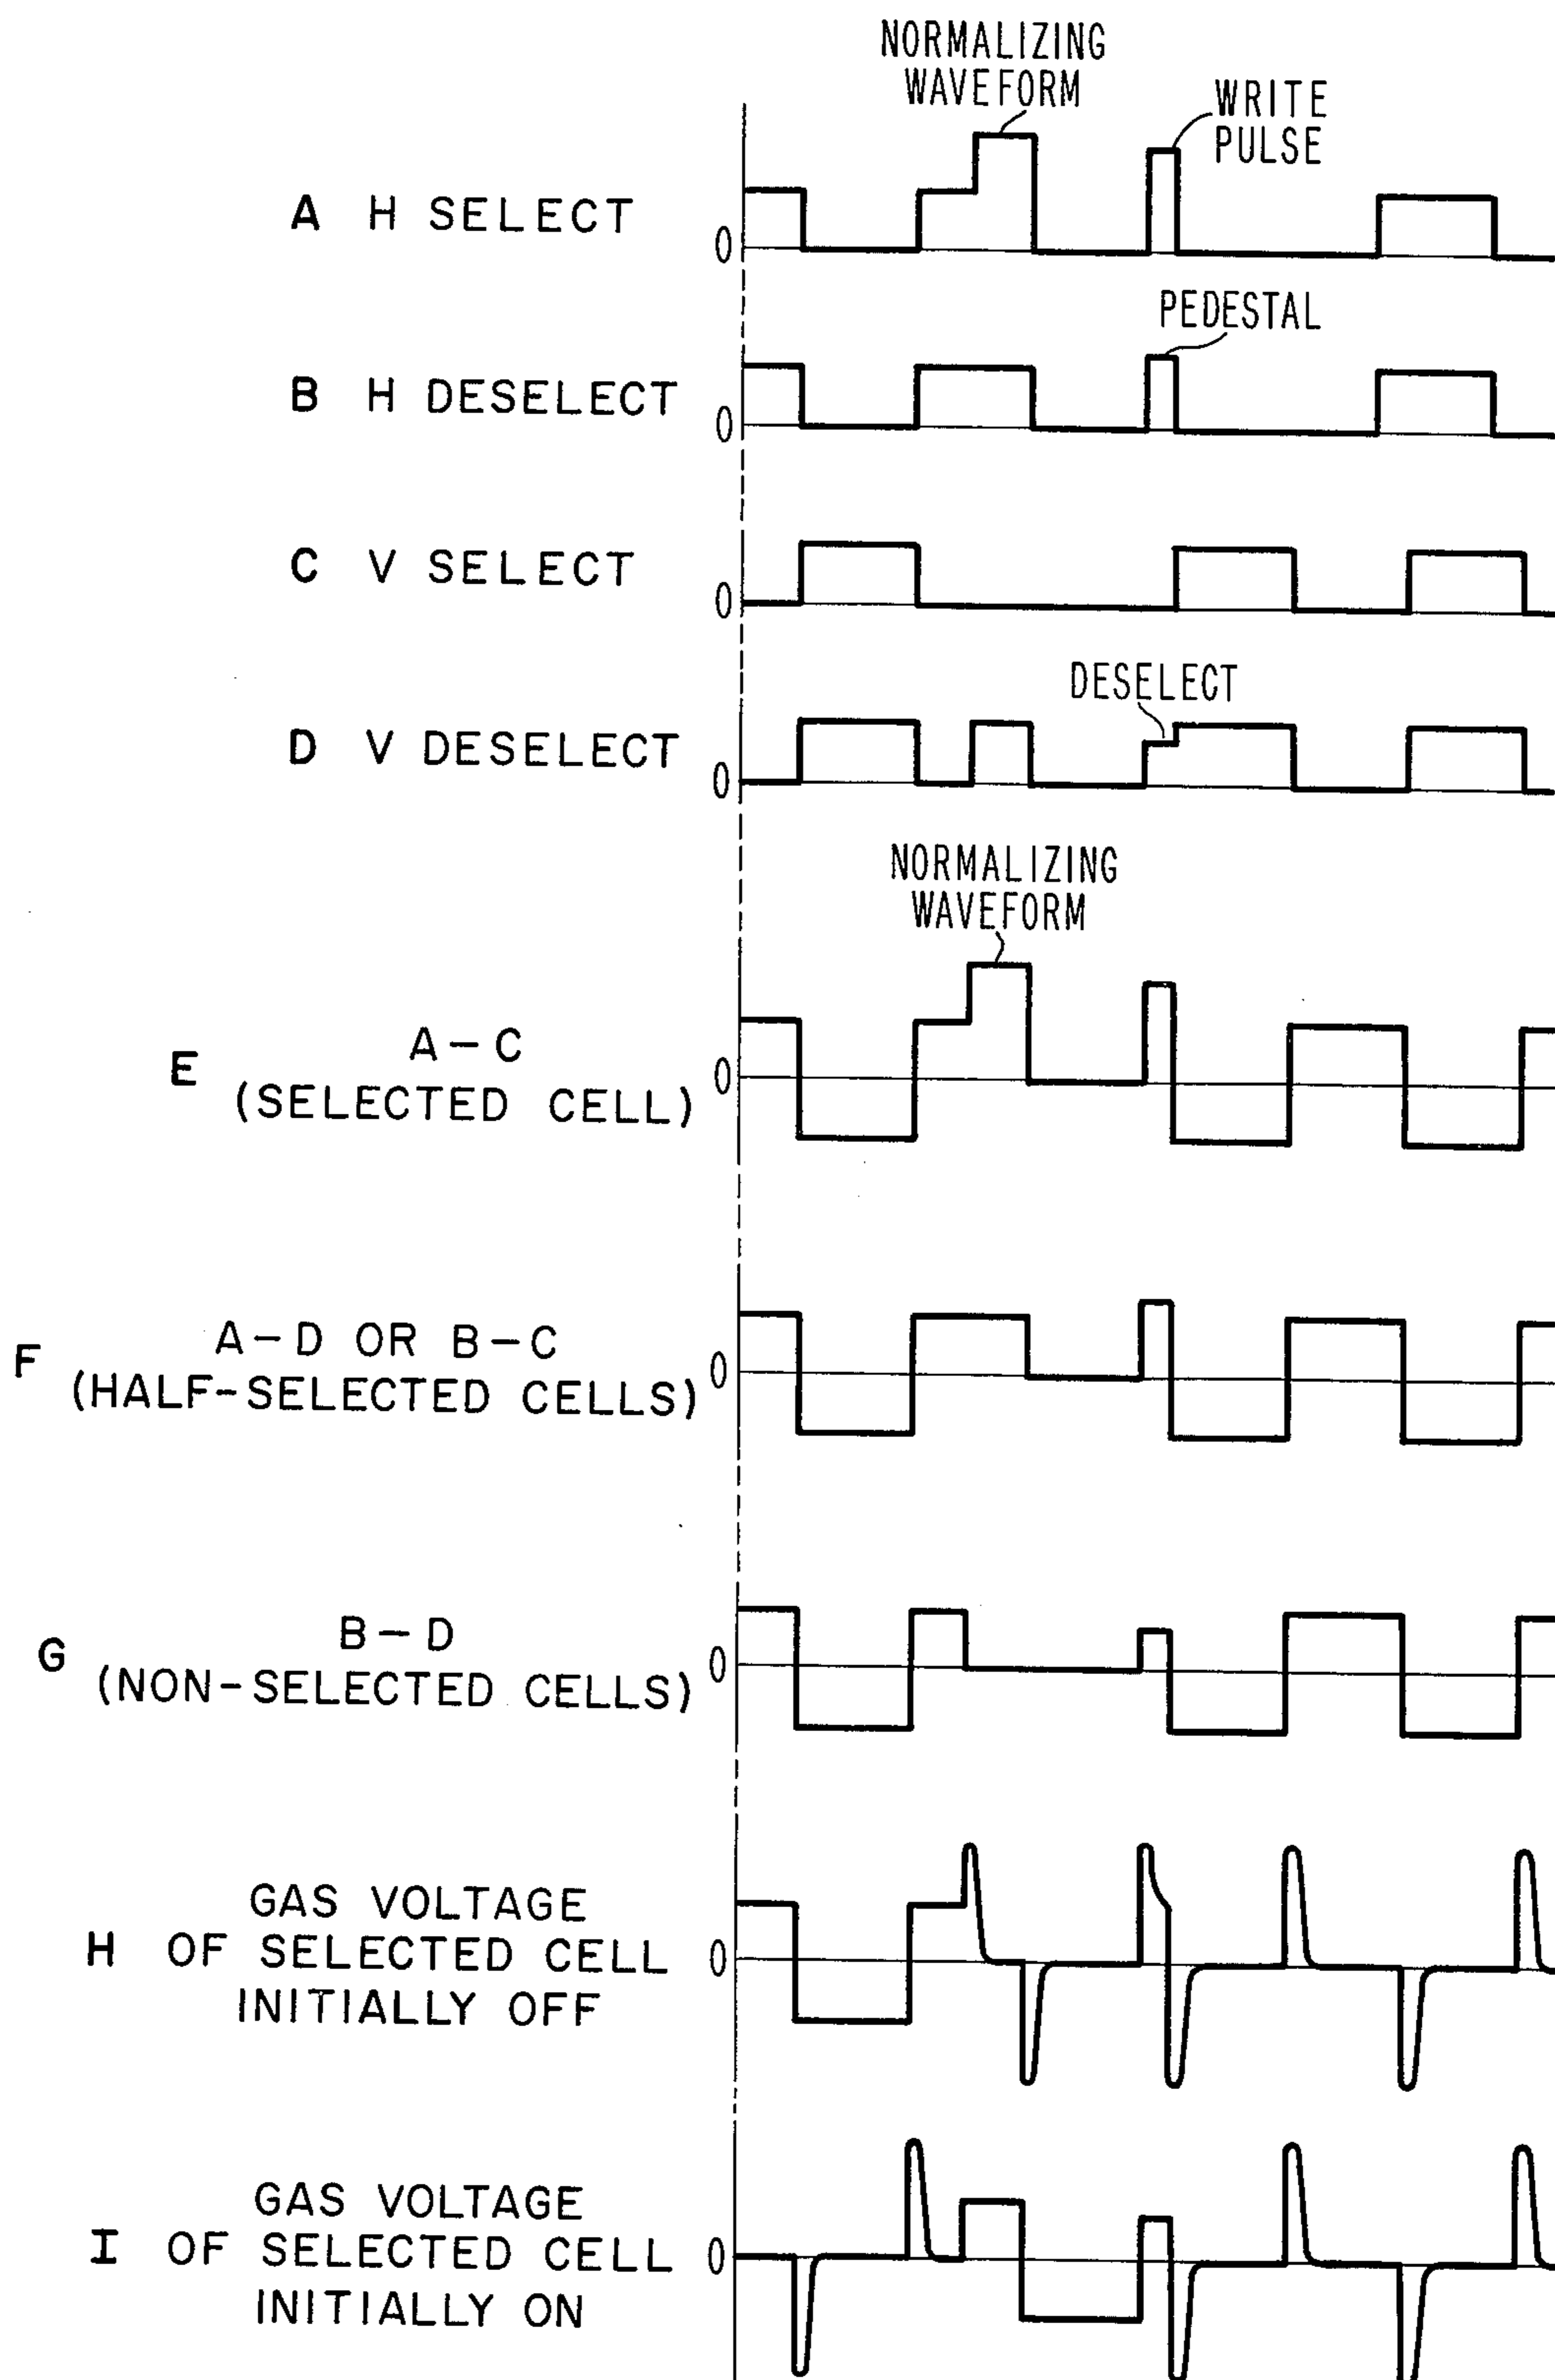 NORMALIZING
WAVEFORM
WRITE
PULSE
A H SELECT
0
PEDESTAL
B H DESELECT
0
C V SELECT
0
DESELECT
D V DESELECT
0
NORMALIZING
WAVEFORM
E A-C
(SELECTED CELL)
0
F A-D OR B-C
(HALF-SELECTED CELLS)
0
G B-D
(NON-SELECTED CELLS)
0
GAS VOLTAGE
H OF SELECTED CELL
INITIALLY OFF
0
GAS VOLTAGE
I OF SELECTED CELL
INITIALLY ON
0